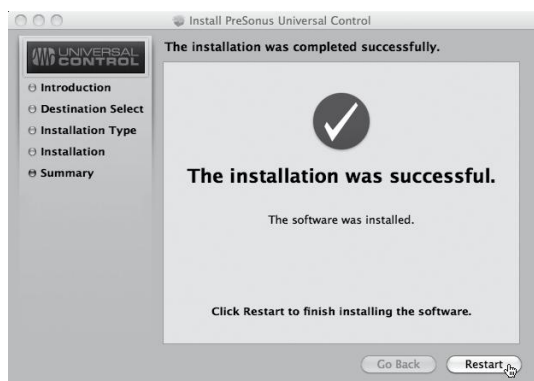 Install PreSonus Universal Control
UNIVERSAL
CONTROL
The installation was completed successfully.
Introduction
Destination Select
Installation Type
Installation
Summary
The installation was successful.
The software was installed.
Click Restart to finish installing the software.
Go Back
Restart